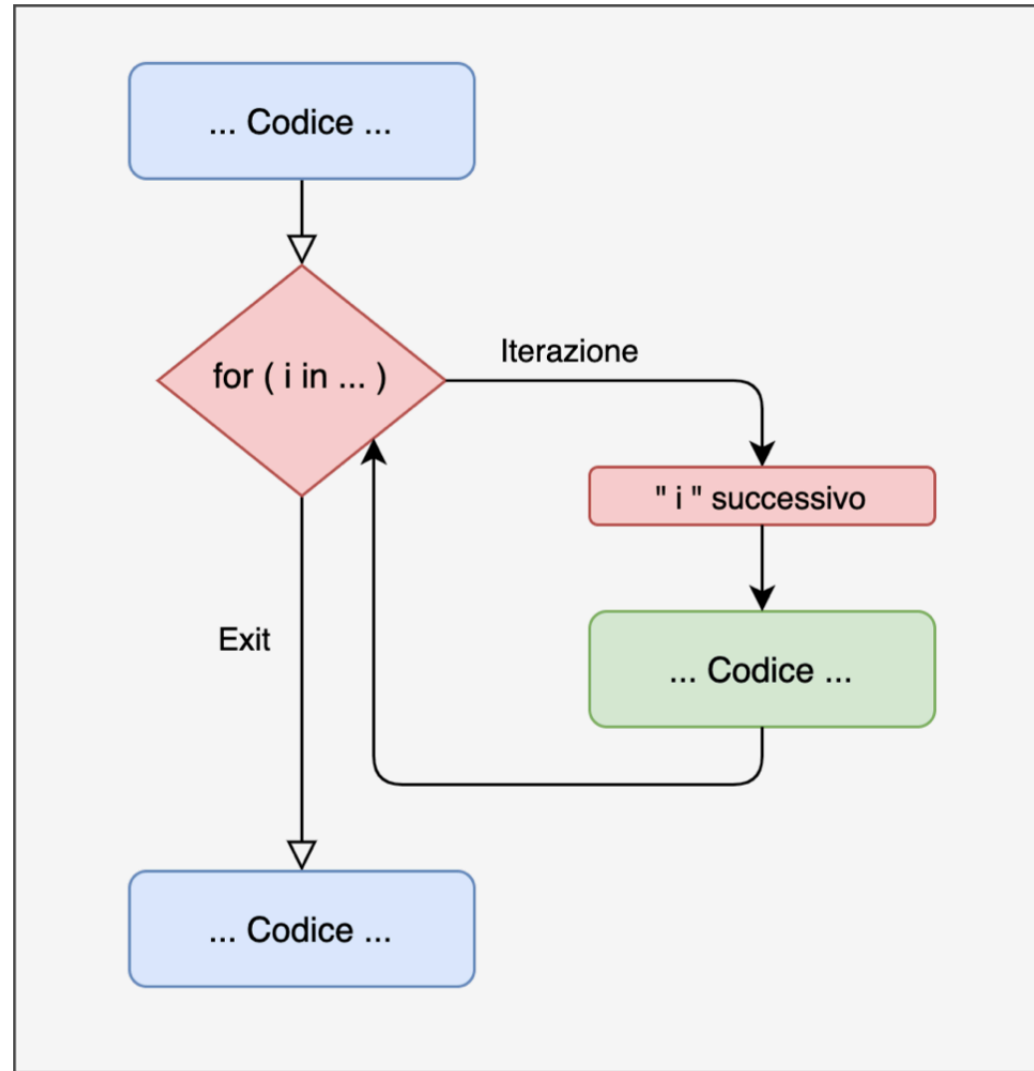 ... Codice ...
for ( i in ... )
Iterazione
" i " successivo
... Codice ...
Exit
... Codice ...